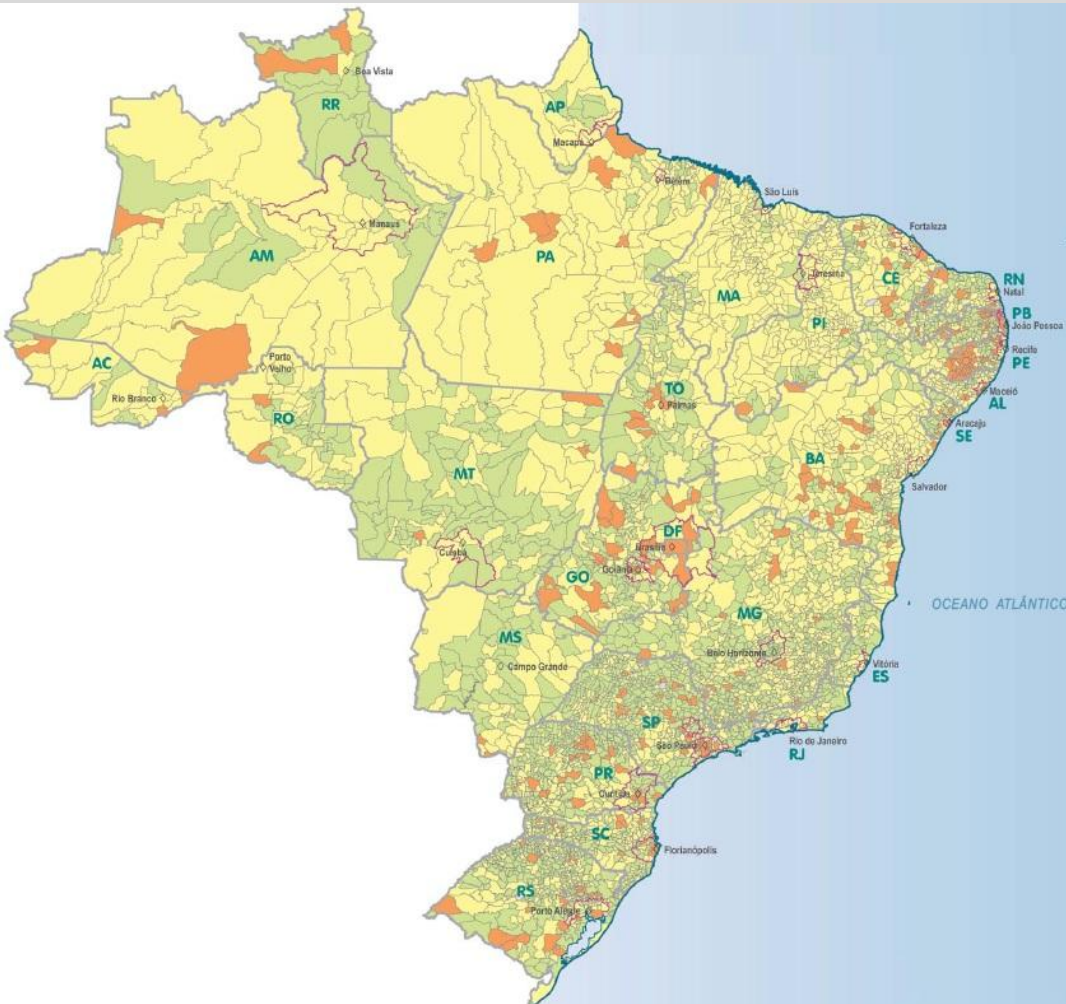 Boa Vista
RR
AP
Macapá
Belém
São Luís
Manaus
Fortaleza
AM
PA
Teresina
CE
RN
Natal
MA
PB
João Pessoa
PI
Recife
PE
AC
Porto
Velho
Rio Branco
TO
Palmas
Maceió
AL
RO
Aracaju
SE
BA
MT
Salvador
DF
Cuiabá
Brasília
Goiânia
GO
OCEANO ATLÂNTICO
MG
MS
Belo Horizonte
Campo Grande
Vitória
ES
SP
São Paulo
Rio de Janeiro
RJ
PR
Curitiba
SC
Florianópolis
RS
Porto Alegre